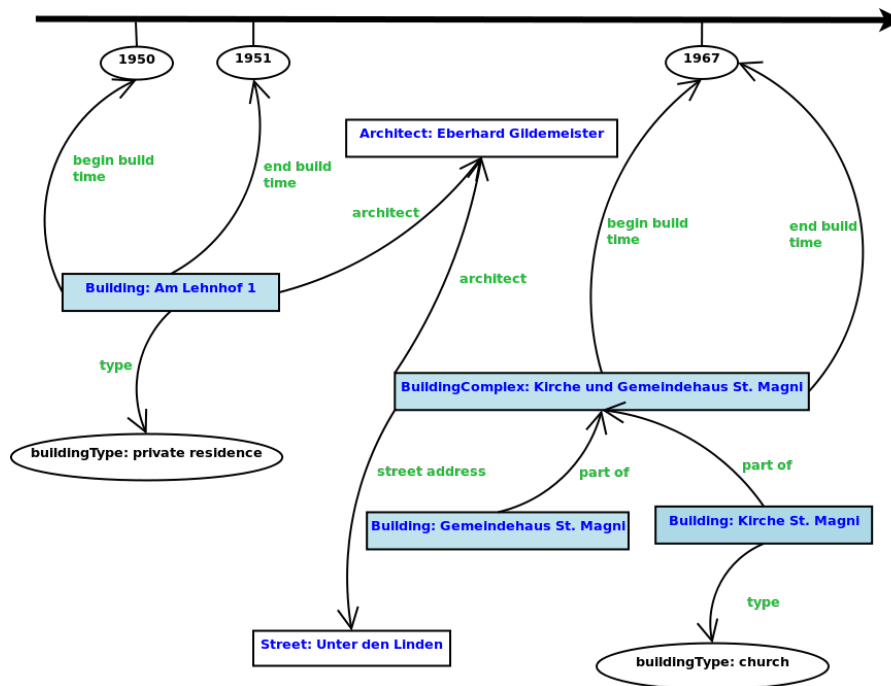 1950
1951
1967
Architect: Eberhard Gildemeister
begin build
time
end build
time
architect
begin build
time
end build
time
architect
Building: Am Lehnhof 1
type
BuildingComplex: Kirche und Gemeindehaus St. Magni
buildingType: private residence
street address
part of
part of
Building: Gemeindehaus St. Magni
Building: Kirche St. Magni
type
Street: Unter den Linden
buildingType: church